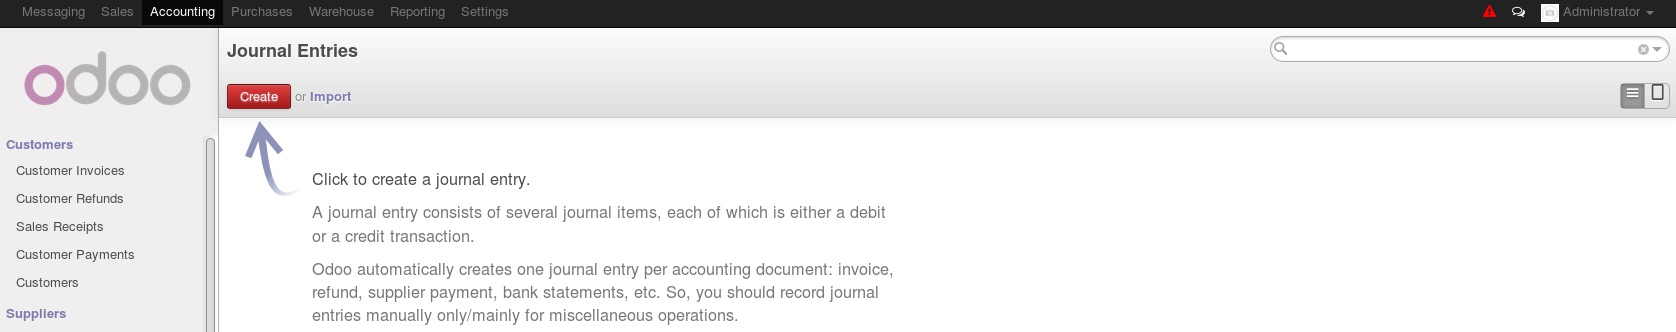 Messaging Sales Accounting Purchases Warehouse Reporting Settings Administrator
odoo
Journal Entries
Create or Import
Customers
Customer Invoices
Customer Refunds
Sales Receipts
Customer Payments
Customers
Suppliers
Click to create a journal entry.
A journal entry consists of several journal items, each of which is either a debit
or a credit transaction.
Odoo automatically creates one journal entry per accounting document: invoice,
refund, supplier payment, bank statements, etc. So, you should record journal
entries manually only/mainly for miscellaneous operations.